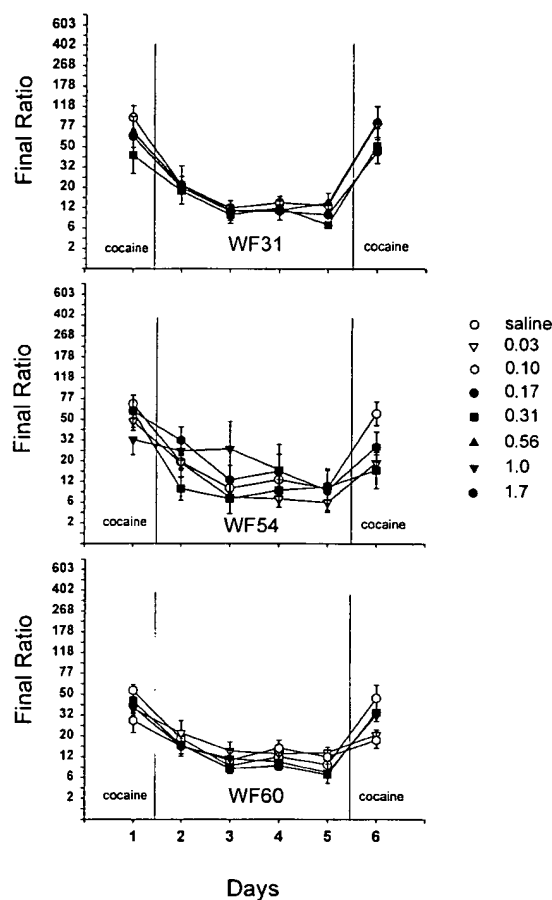 Final Ratio
603
402
268
178
118
77
50
32
20
12
6
2
cocaine
WF31
cocaine
Final Ratio
603
402
268
178
118
77
50
32
20
12
6
2
cocaine
WF54
cocaine
saline
0.03
0.10
0.17
0.31
0.56
1.0
1.7
Final Ratio
603
402
268
178
118
77
50
32
20
12
6
2
cocaine
WF60
cocaine
1 2 3 4 5 6
Days